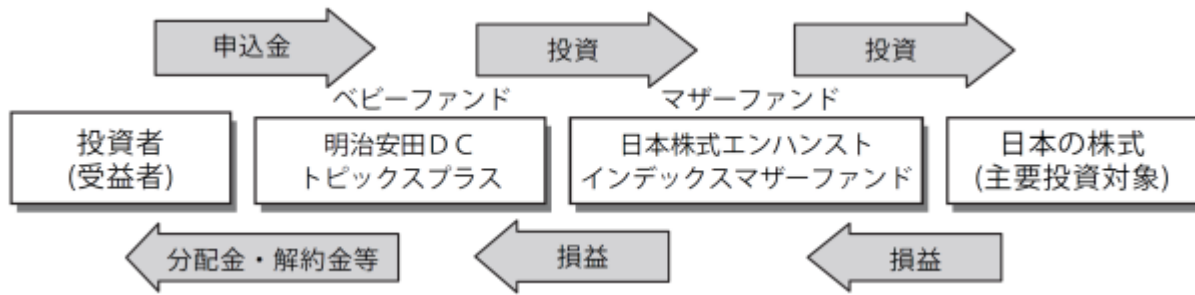 申込金
投資
投資
ベビーファンド
マザーファンド
投資者
(受益者)
明治安田ＤＣ
トピックスプラス
日本株式エンハンスト
インデックスマザーファンド
日本の株式
(主要投資対象)
分配金・解約金等
損益
損益